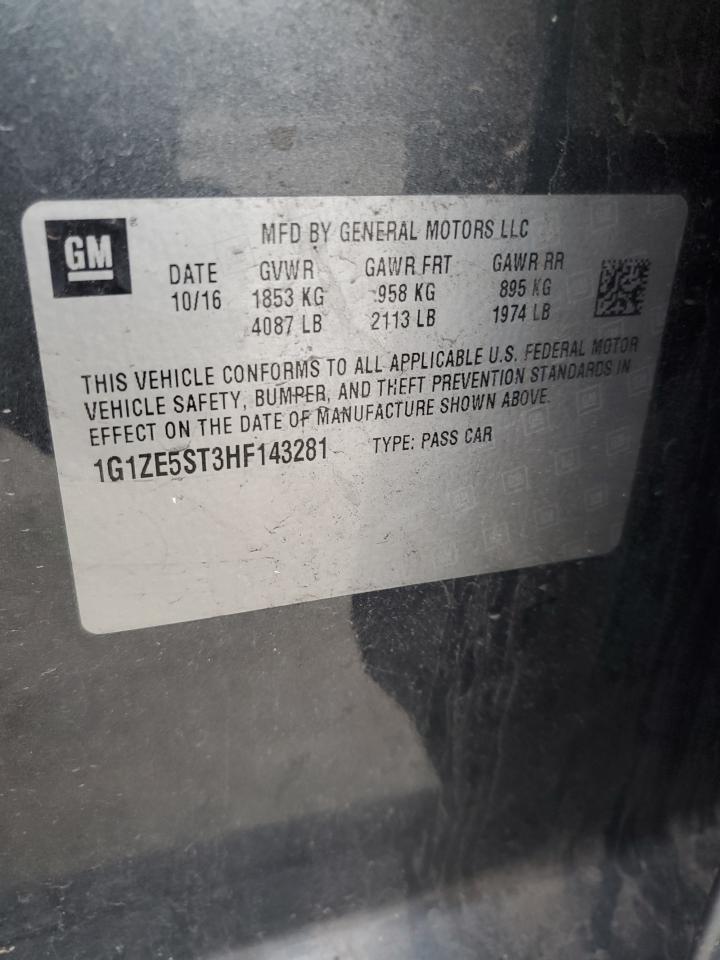 GM ®
MFD BY GENERAL MOTORS LLC
DATE GVWR GAWR FRT GAWR RR
10/16 1853 KG 958 KG 895 KG
4087 LB 2113 LB 1974 LB
THIS VEHICLE CONFORMS TO ALL APPLICABLE U.S. FEDERAL MOTOR
VEHICLE SAFETY, BUMPER, AND THEFT PREVENTION STANDARDS IN
EFFECT ON THE DATE OF MANUFACTURE SHOWN ABOVE.
1G1ZE5ST3HF143281 TYPE: PASS CAR